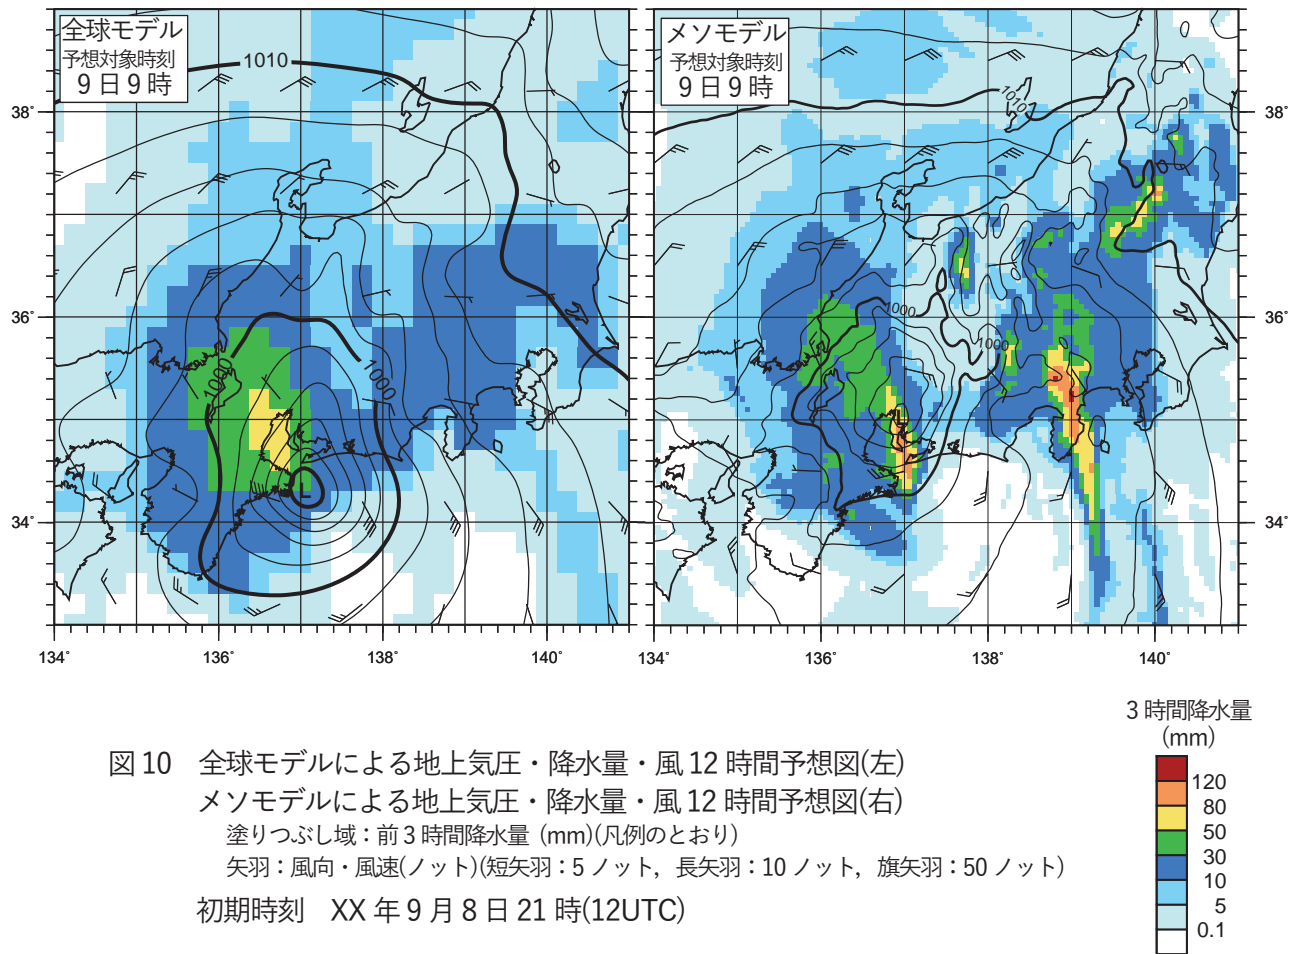 全球モデル
予想対象時刻
9日9時
メソモデル
予想対象時刻
9日9時
1010
1000
1000
L
1010
1000
1000
38°
36°
34°
38°
36°
34°
134°
136°
138°
140°
134°
136°
138°
140°
3時間降水量
(mm)
120
80
50
30
10
5
0.1
図10 全球モデルによる地上気圧・降水量・風12時間予想図(左)
メソモデルによる地上気圧・降水量・風12時間予想図(右)
塗りつぶし域：前3時間降水量 (mm)(凡例のとおり)
矢羽：風向・風速(ノット)(短矢羽：5ノット，長矢羽：10ノット，旗矢羽：50ノット)
初期時刻 XX年9月8日21時(12UTC)